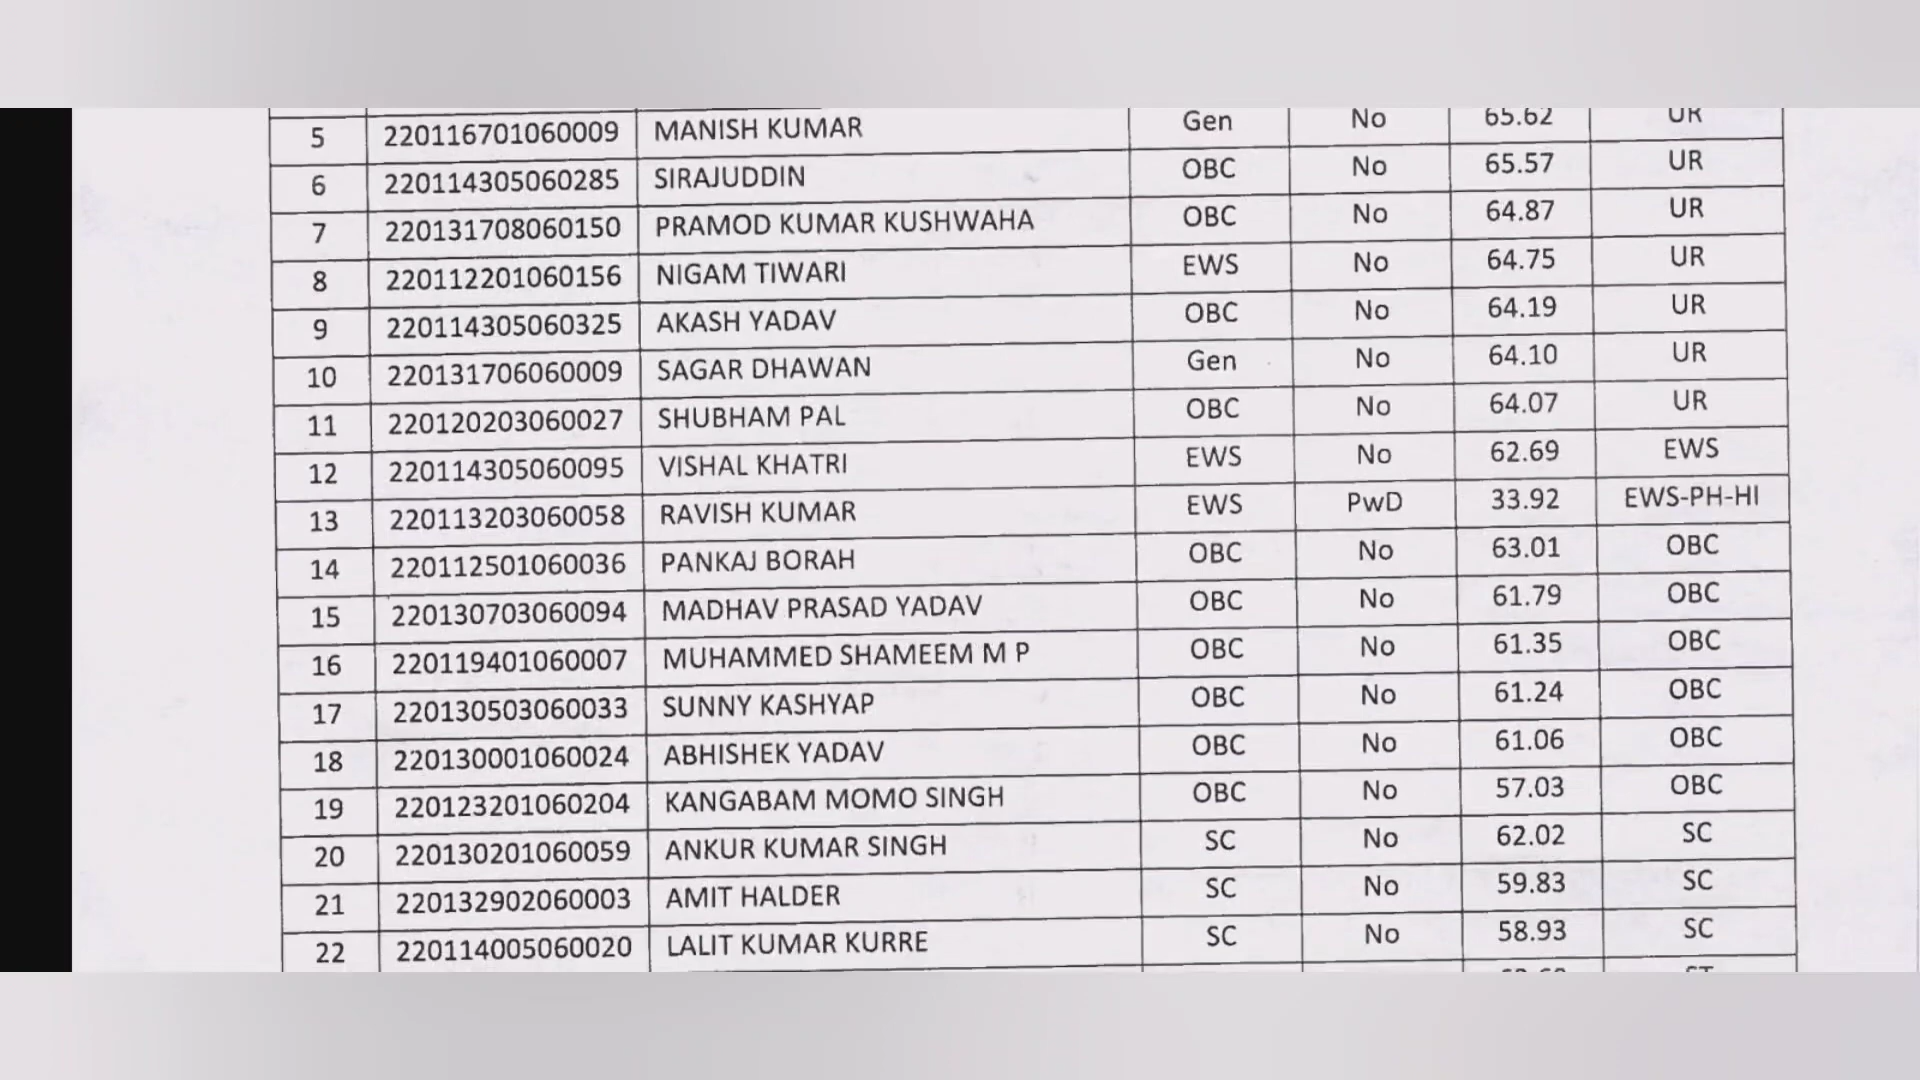 5 220116701060009 MANISH KUMAR Gen No 65.62 UR
6 220114305060285 SIRAJUDDIN OBC No 65.57 UR
7 220131708060150 PRAMOD KUMAR KUSHWAHA OBC No 64.87 UR
8 220112201060156 NIGAM TIWARI EWS No 64.75 UR
9 220114305060325 AKASH YADAV OBC No 64.19 UR
10 220131706060009 SAGAR DHAWAN Gen No 64.10 UR
11 220120203060027 SHUBHAM PAL OBC No 64.07 UR
12 220114305060095 VISHAL KHATRI EWS No 62.69 EWS
13 220113203060058 RAVISH KUMAR EWS PwD 33.92 EWS-PH-HI
14 220112501060036 PANKAJ BORAH OBC No 63.01 OBC
15 220130703060094 MADHAV PRASAD YADAV OBC No 61.79 OBC
16 220119401060007 MUHAMMED SHAMEEM M P OBC No 61.35 OBC
17 220130503060033 SUNNY KASHYAP OBC No 61.24 OBC
18 220130001060024 ABHISHEK YADAV OBC No 61.06 OBC
19 220123201060204 KANGABAM MOMO SINGH OBC No 57.03 OBC
20 220130201060059 ANKUR KUMAR SINGH SC No 62.02 SC
21 220132902060003 AMIT HALDER SC No 59.83 SC
22 220114005060020 LALIT KUMAR KURRE SC No 58.93 SC